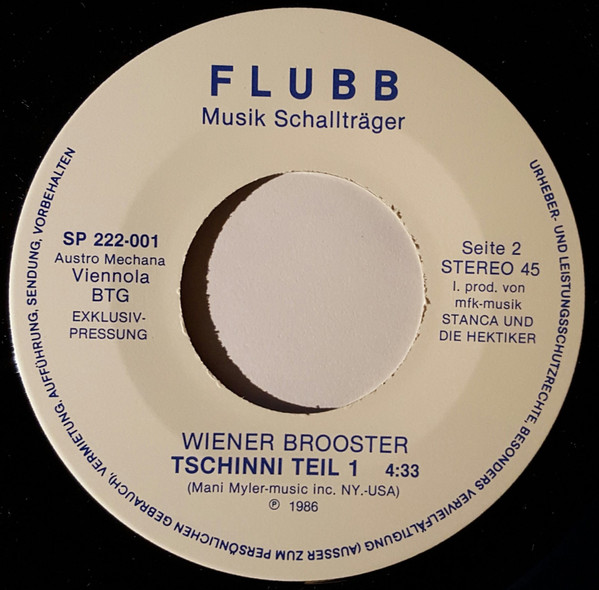 FLUBB
Musik Schallträger
URHEBER- UND LEISTUNGSSCHUTZRECHTE, BESONDERS VERVIELFÄLTIGUNG (AUSSER ZUM PERSÖNLICHEN GEBRAUCH), VERMIETUNG, AUFFÜHRUNG, SENDUNG, VORBEHALTEN
SP 222-001
Austro Mechana
Viennola
BTG
EXKLUSIV-
PRESSUNG
Seite 2
STEREO 45
I. prod. von
mfk-musik
STANCA UND
DIE HEKTIKER
WIENER BROOSTER
TSCHINNI TEIL 1 4:33
(Mani Myler-music inc. NY.-USA)
℗ 1986